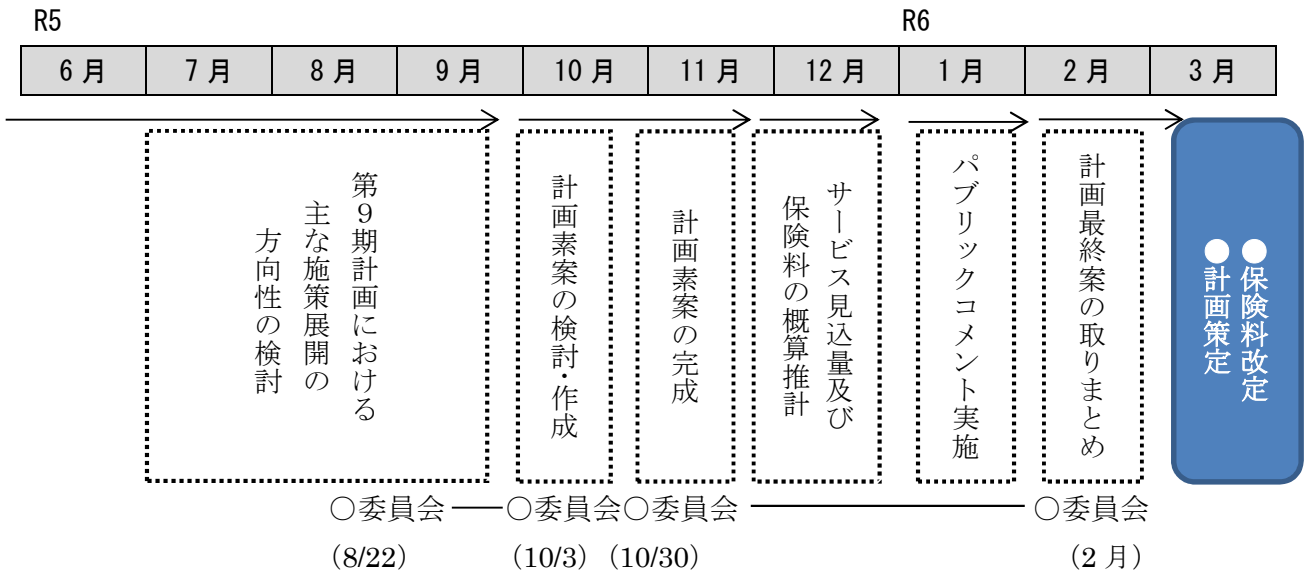 R5
R6
6 月
7 月
8 月
9 月
10 月
11 月
12 月
1 月
2 月
3 月
第９期計画における
主な施策展開の
方向性の検討
計画素案の検討・作成
計画素案の完成
サービス見込量及び
保険料の概算推計
パブリックコメント実施
計画最終案の取りまとめ
●保険料改定
●計画策定
○委員会
○委員会
○委員会
○委員会
（8/22）
（10/3）
（10/30）
（2 月）